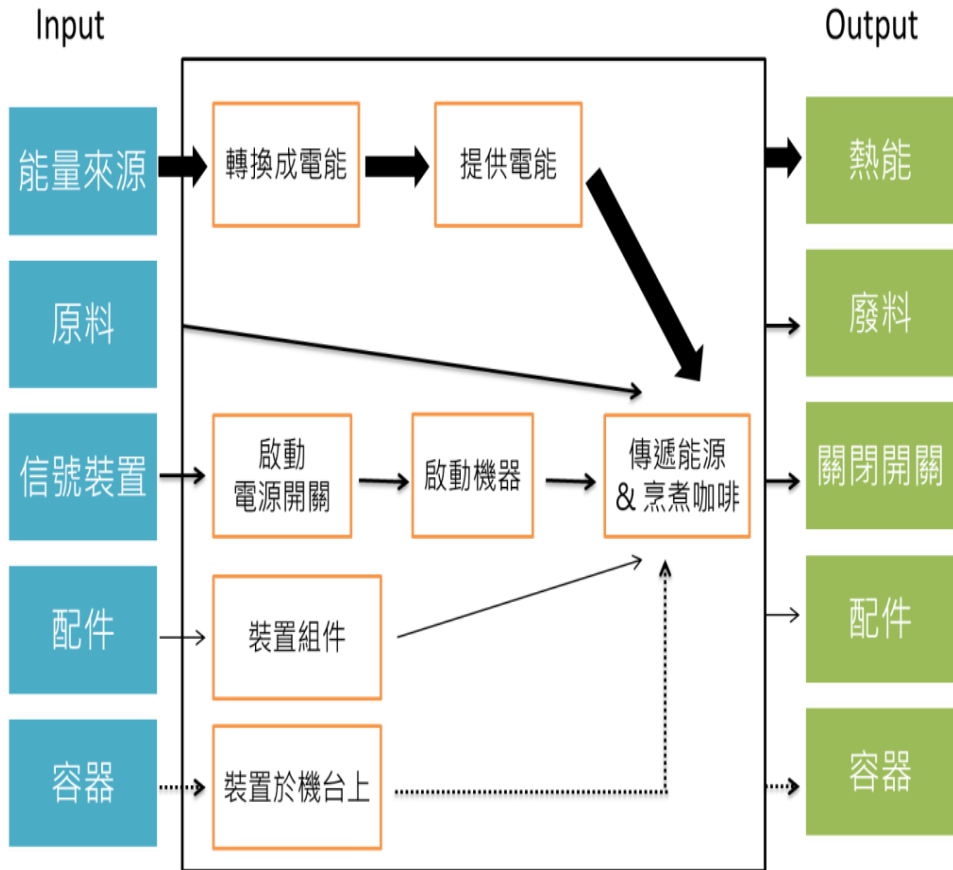 Input
Output
能量來源
轉換成電能
提供電能
熱能
原料
廢料
信號裝置
啟動
電源開關
啟動機器
傳遞能源
& 烹煮咖啡
關閉開關
配件
裝置組件
配件
容器
裝置於機台上
容器